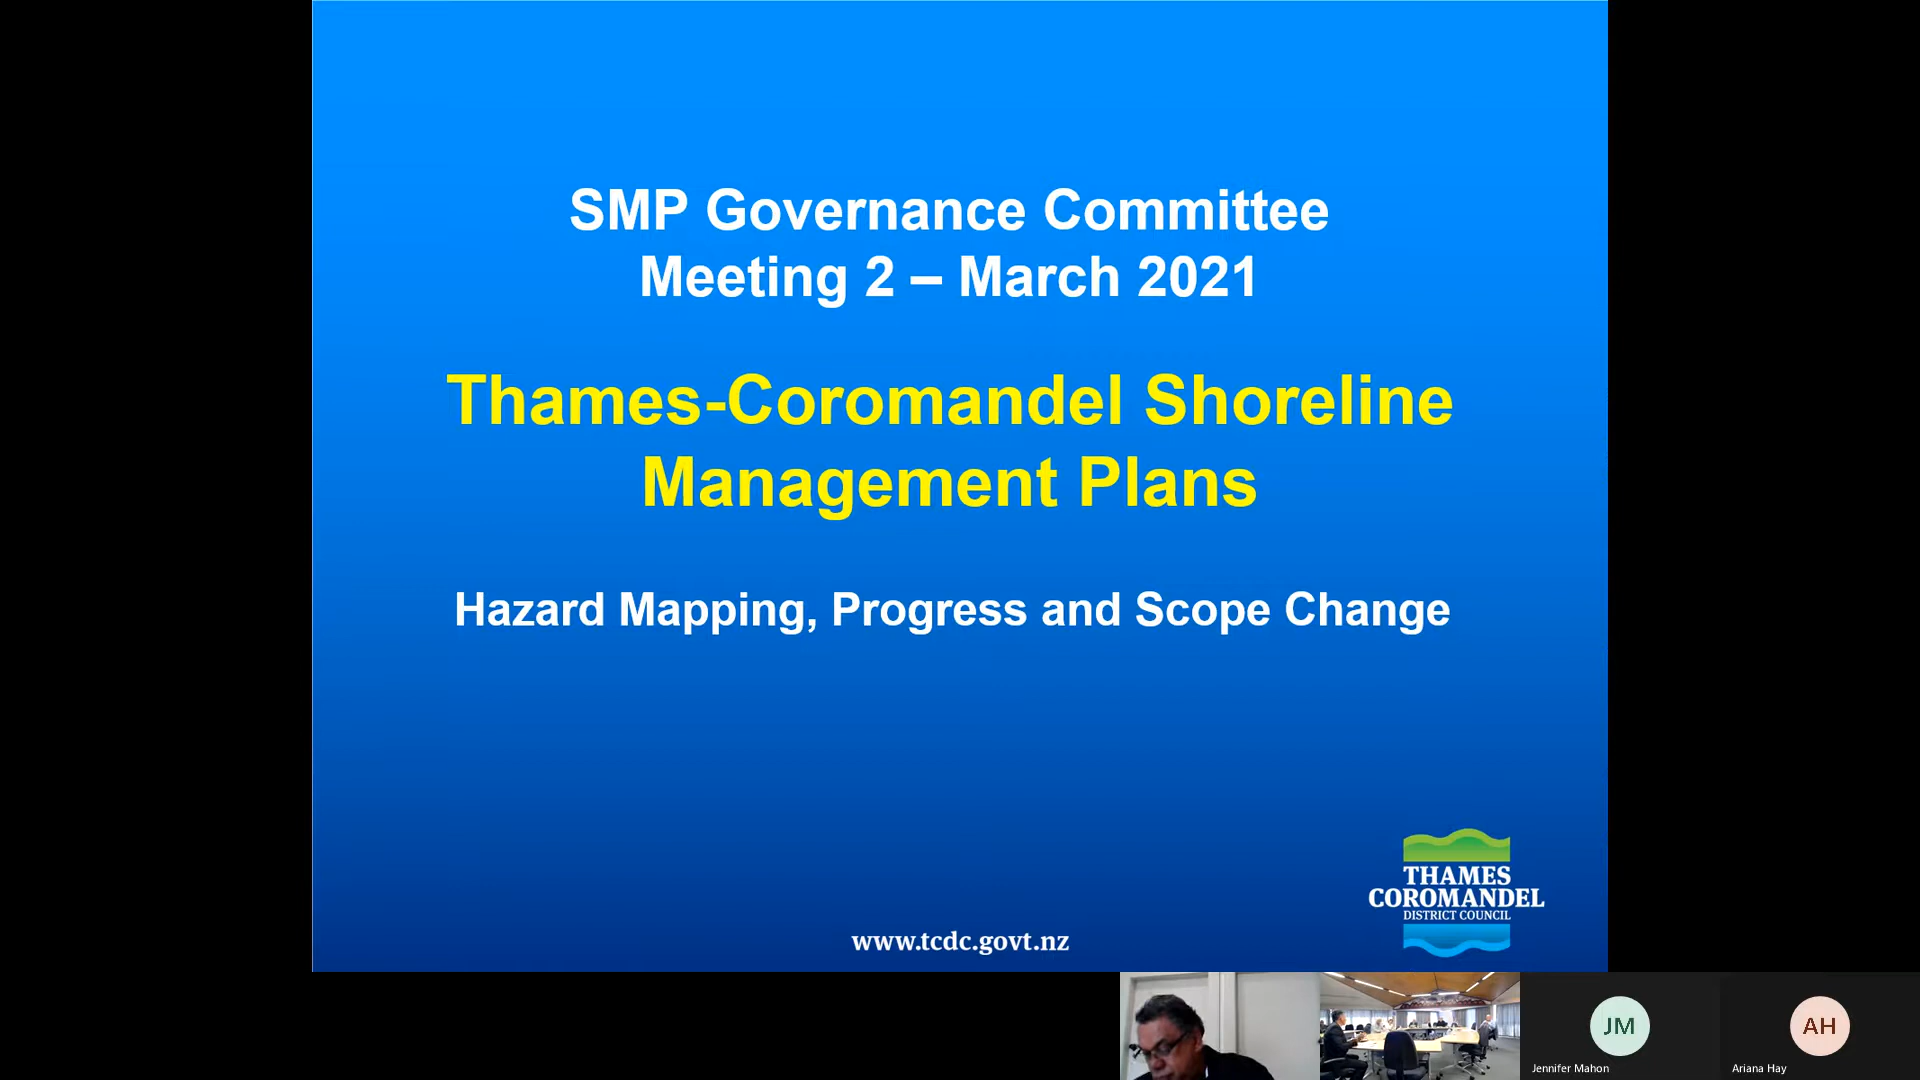 SMP Governance Committee
Meeting 2 – March 2021
Thames-Coromandel Shoreline
Management Plans
Hazard Mapping, Progress and Scope Change
THAMES
COROMANDEL
DISTRICT COUNCIL
www.tcdc.govt.nz
JM
AH
Jennifer Mahon
Ariana Hay